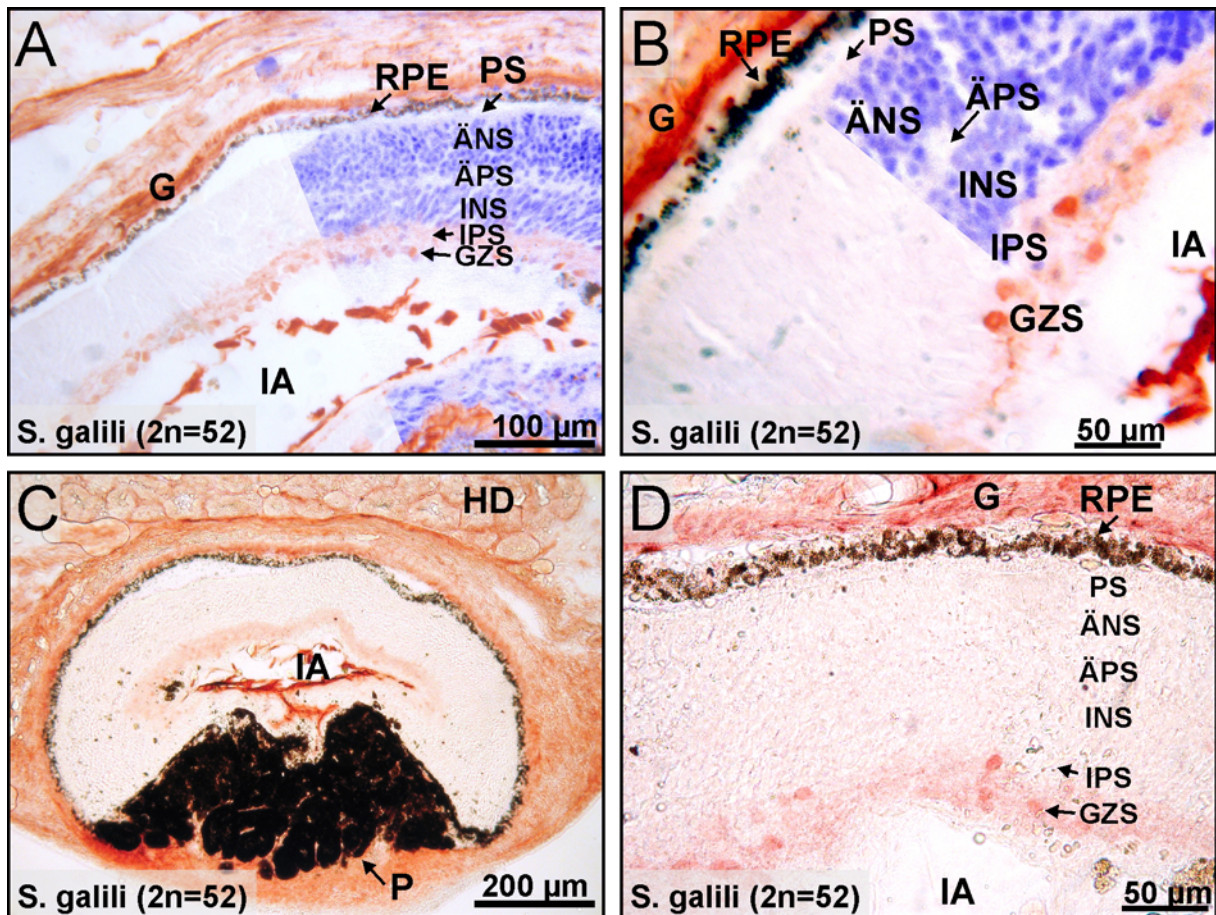 A
RPE
PS
ÄNS
ÄPS
INS
IPS
GZS
G
IA
S. galili (2n=52)
100 µm
B
RPE
PS
G
ÄNS
ÄPS
INS
IPS
IA
GZS
S. galili (2n=52)
50 µm
C
HD
IA
P
S. galili (2n=52)
200 µm
D
G
RPE
PS
ÄNS
ÄPS
INS
IPS
GZS
IA
S. galili (2n=52)
50 µm